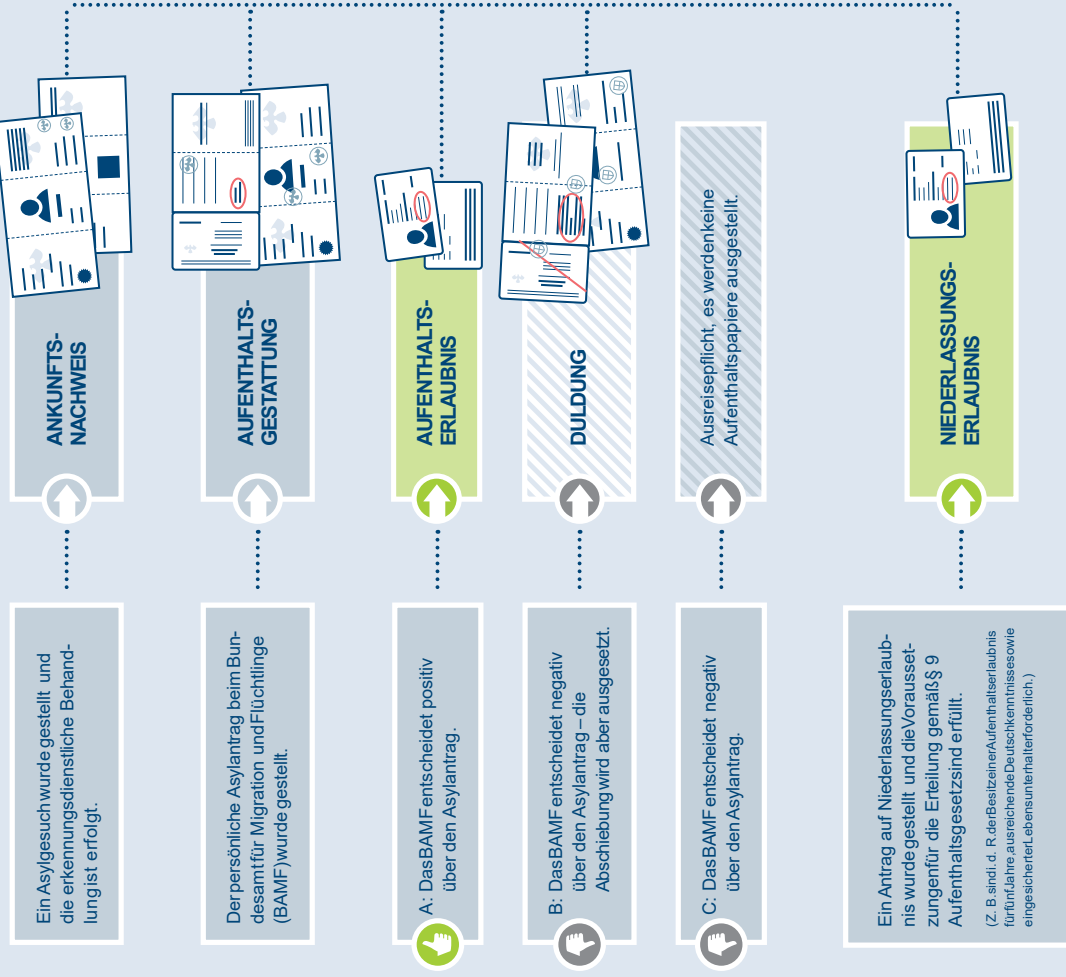 Ein Asylgesuch wurde gestellt und
die erkennungsdienstliche Behand-
lung ist erfolgt.
ANKUNFTS-
NACHWEIS
Der persönliche Asylantrag beim Bun-
desamt für Migration und Flüchtlinge
(BAMF) wurde gestellt.
AUFENTHALTS-
GESTATTUNG
A: Das BAMF entscheidet positiv
über den Asylantrag.
AUFENTHALTS-
ERLAUBNIS
B: Das BAMF entscheidet negativ
über den Asylantrag – die
Abschiebung wird aber ausgesetzt.
DULDUNG
C: Das BAMF entscheidet negativ
über den Asylantrag.
Ausreisepflicht, es werden keine
Aufenthaltspapiere ausgestellt.
Ein Antrag auf Niederlassungserlaub-
nis wurde gestellt und die Vorausset-
zungen für die Erteilung gemäß § 9
Aufenthaltsgesetz sind erfüllt.
(Z. B. sind i. d. R. der Besitz einer Aufenthaltserlaubnis
für fünf Jahre, ausreichende Deutschkenntnisse sowie
ein gesicherter Lebensunterhalt erforderlich.)
NIEDERLASSUNGS-
ERLAUBNIS